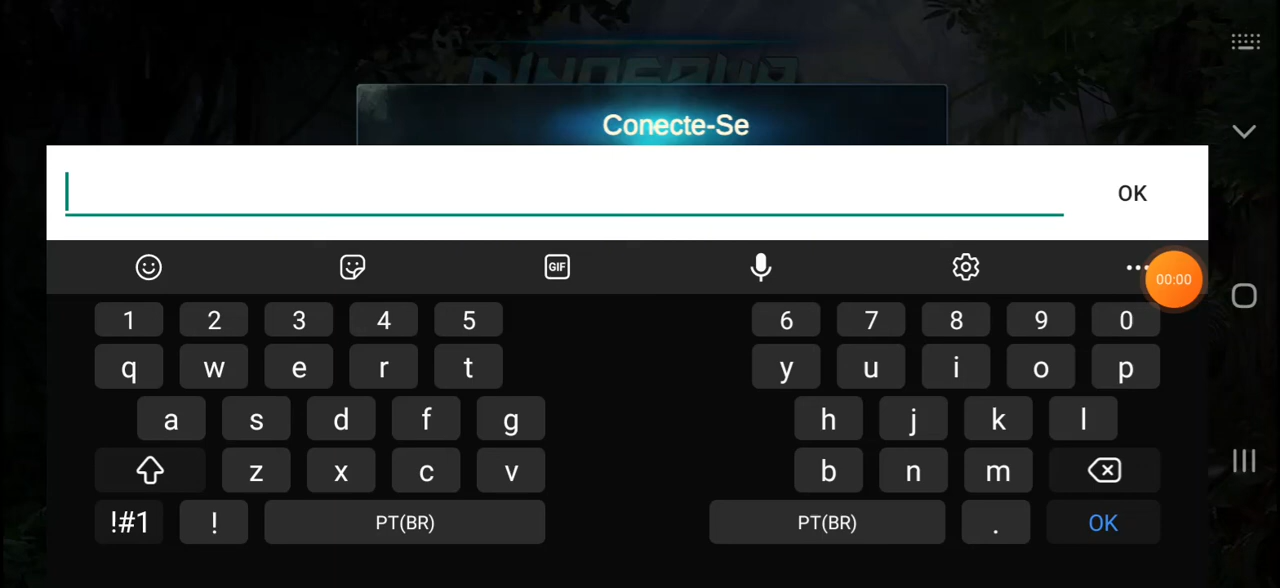 DINOSAUR
Conecte-Se
OK
GIF
00:00
1 2 3 4 5 6 7 8 9 0
q w e r t y u i o p
a s d f g h j k l
z x c v b n m
!#1 ! PT(BR) PT(BR) . OK